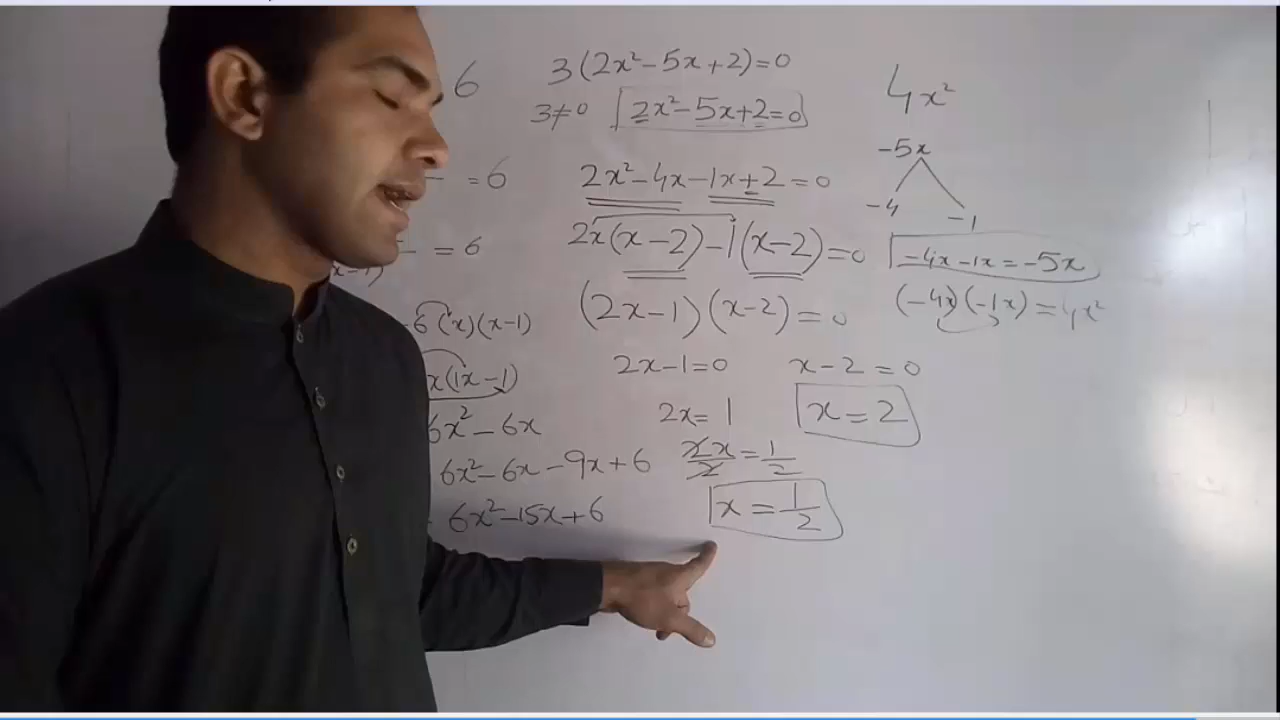 6
= 6
= 6
x-1)
6(x)(x-1)
x(1x-1)
6x²-6x
6x²-6x-9x+6
6x²-15x+6
3(2x²-5x+2)=0
3≠0 2x²-5x+2=0
2x²-4x-1x+2=0
2x(x-2)-1(x-2)=0
(2x-1)(x-2)=0
2x-1=0 x-2=0
2x=1 x=2
2x/2=1/2
x=1/2
4x²
-5x
-4 -1
-4x-1x=-5x
(-4x)(-1x)=4x²